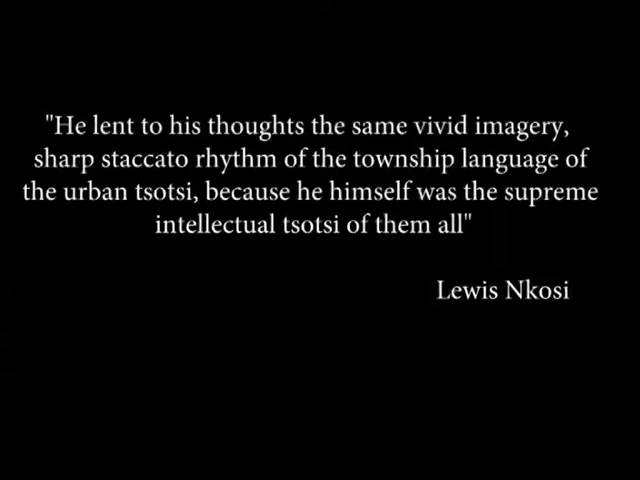 "He lent to his thoughts the same vivid imagery,
sharp staccato rhythm of the township language of
the urban tsotsi, because he himself was the supreme
intellectual tsotsi of them all"
Lewis Nkosi